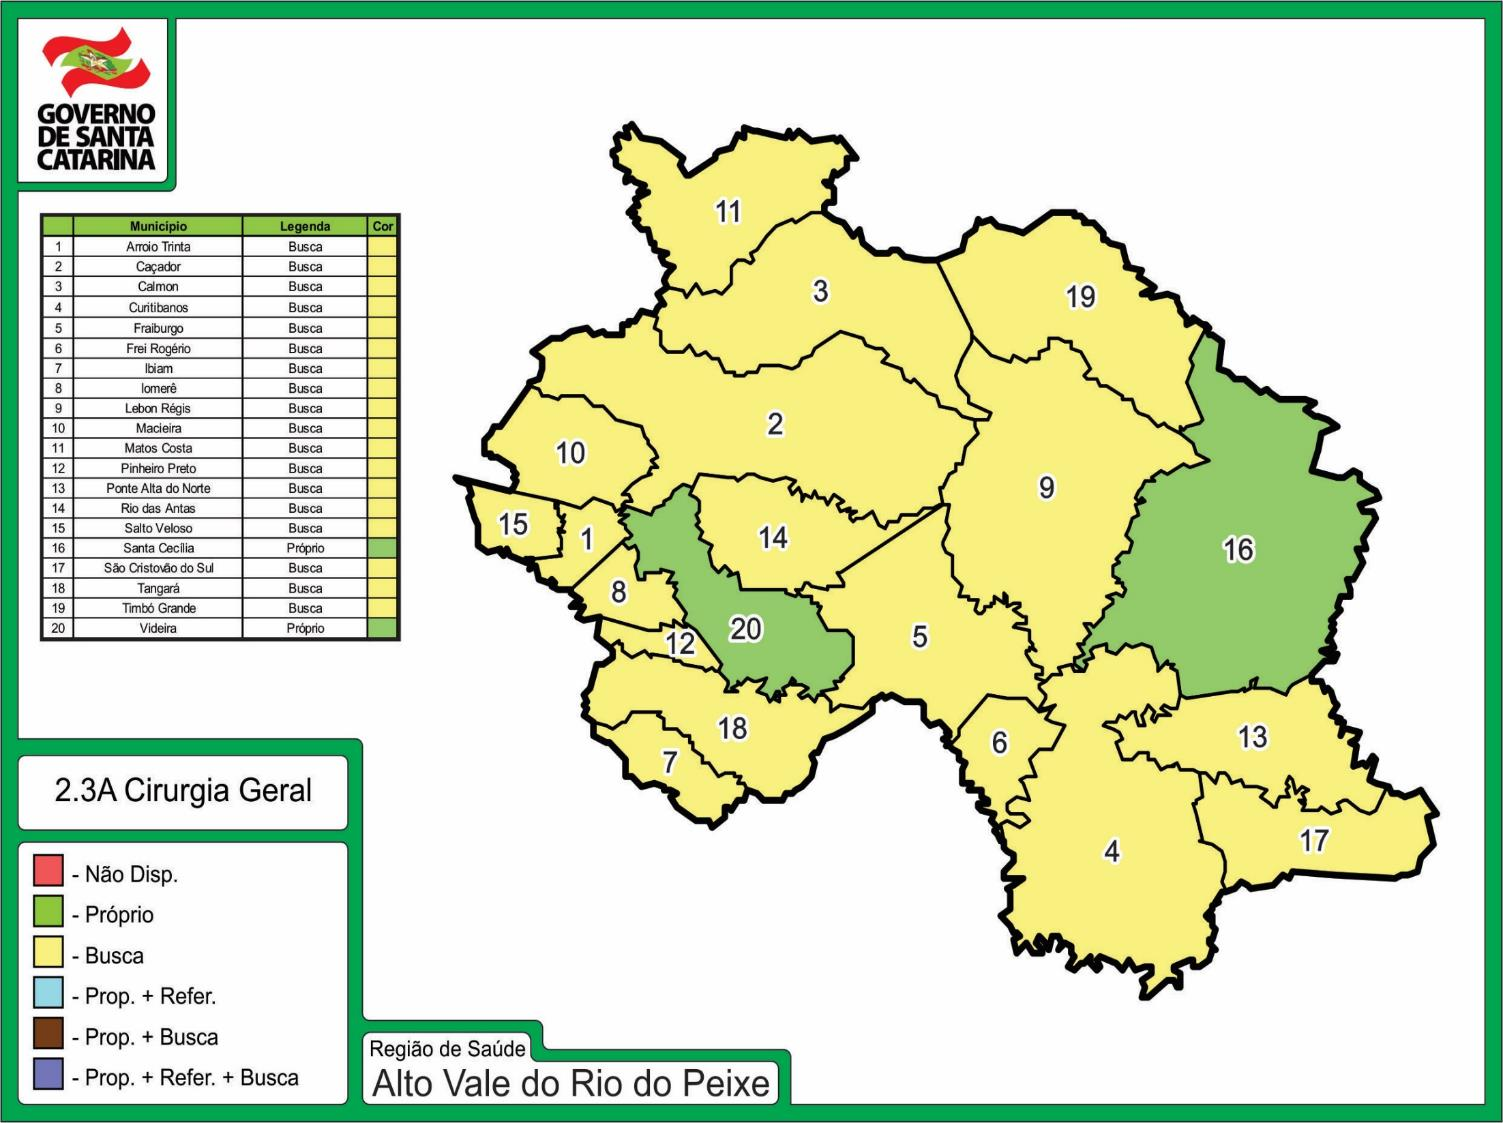 GOVERNO
DE SANTA
CATARINA
Município Legenda Cor
1 Arroio Trinta Busca
2 Caçador Busca
3 Calmon Busca
4 Curitibanos Busca
5 Fraiburgo Busca
6 Frei Rogério Busca
7 Ibiam Busca
8 Iomerê Busca
9 Lebon Régis Busca
10 Macieira Busca
11 Matos Costa Busca
12 Pinheiro Preto Busca
13 Ponte Alta do Norte Busca
14 Rio das Antas Busca
15 Salto Veloso Busca
16 Santa Cecília Próprio
17 São Cristovão do Sul Busca
18 Tangará Busca
19 Timbó Grande Busca
20 Videira Próprio
11
3
19
2
10
9
15
1
14
16
8
20
12
5
18
6
13
7
4
17
2.3A Cirurgia Geral
- Não Disp.
- Próprio
- Busca
- Prop. + Refer.
- Prop. + Busca
- Prop. + Refer. + Busca
Região de Saúde
Alto Vale do Rio do Peixe